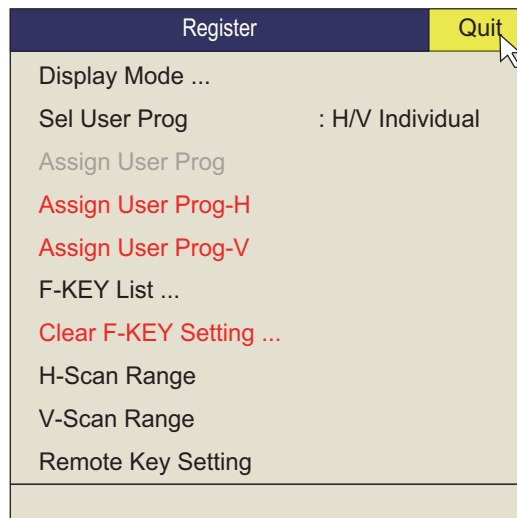 Register Quit
Display Mode ...
Sel User Prog : H/V Individual
Assign User Prog
Assign User Prog-H
Assign User Prog-V
F-KEY List ...
Clear F-KEY Setting ...
H-Scan Range
V-Scan Range
Remote Key Setting